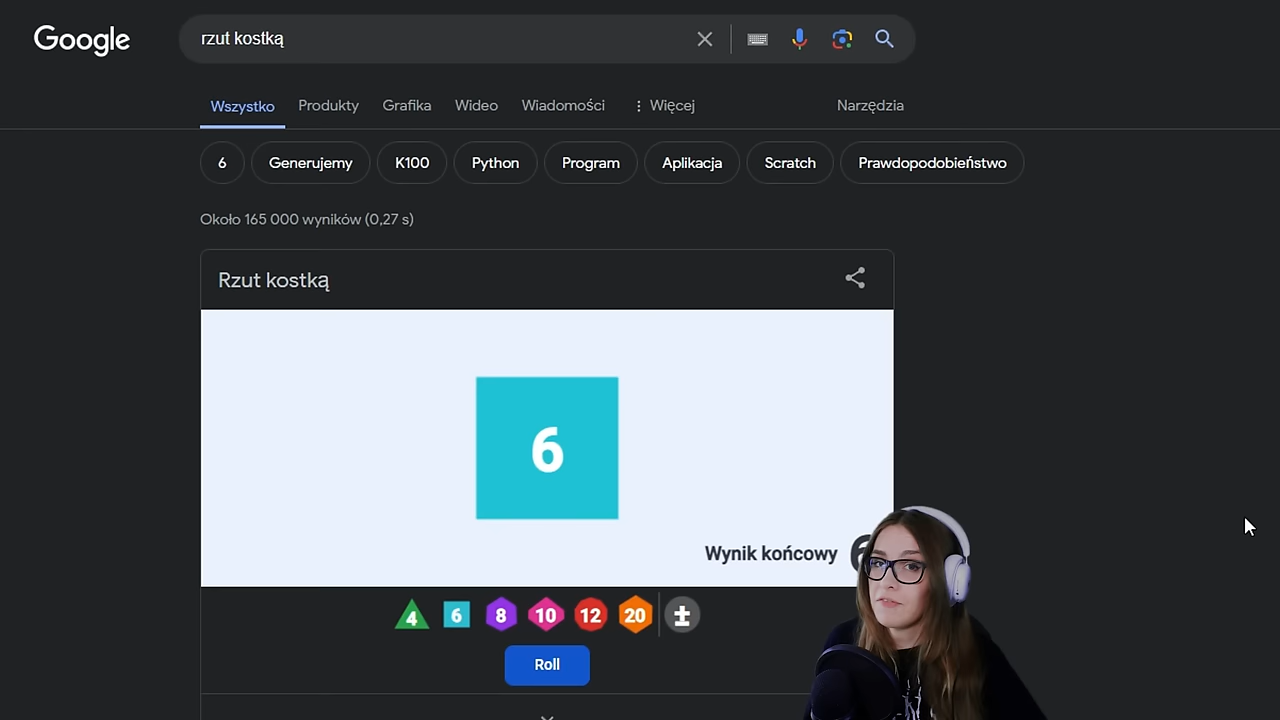 Google
rzut kostką
Wszystko Produkty Grafika Wideo Wiadomości Więcej Narzędzia
6 Generujemy K100 Python Program Aplikacja Scratch Prawdopodobieństwo
Około 165 000 wyników (0,27 s)
Rzut kostką
6
Wynik końcowy 6
4 6 8 10 12 20 ±
Roll